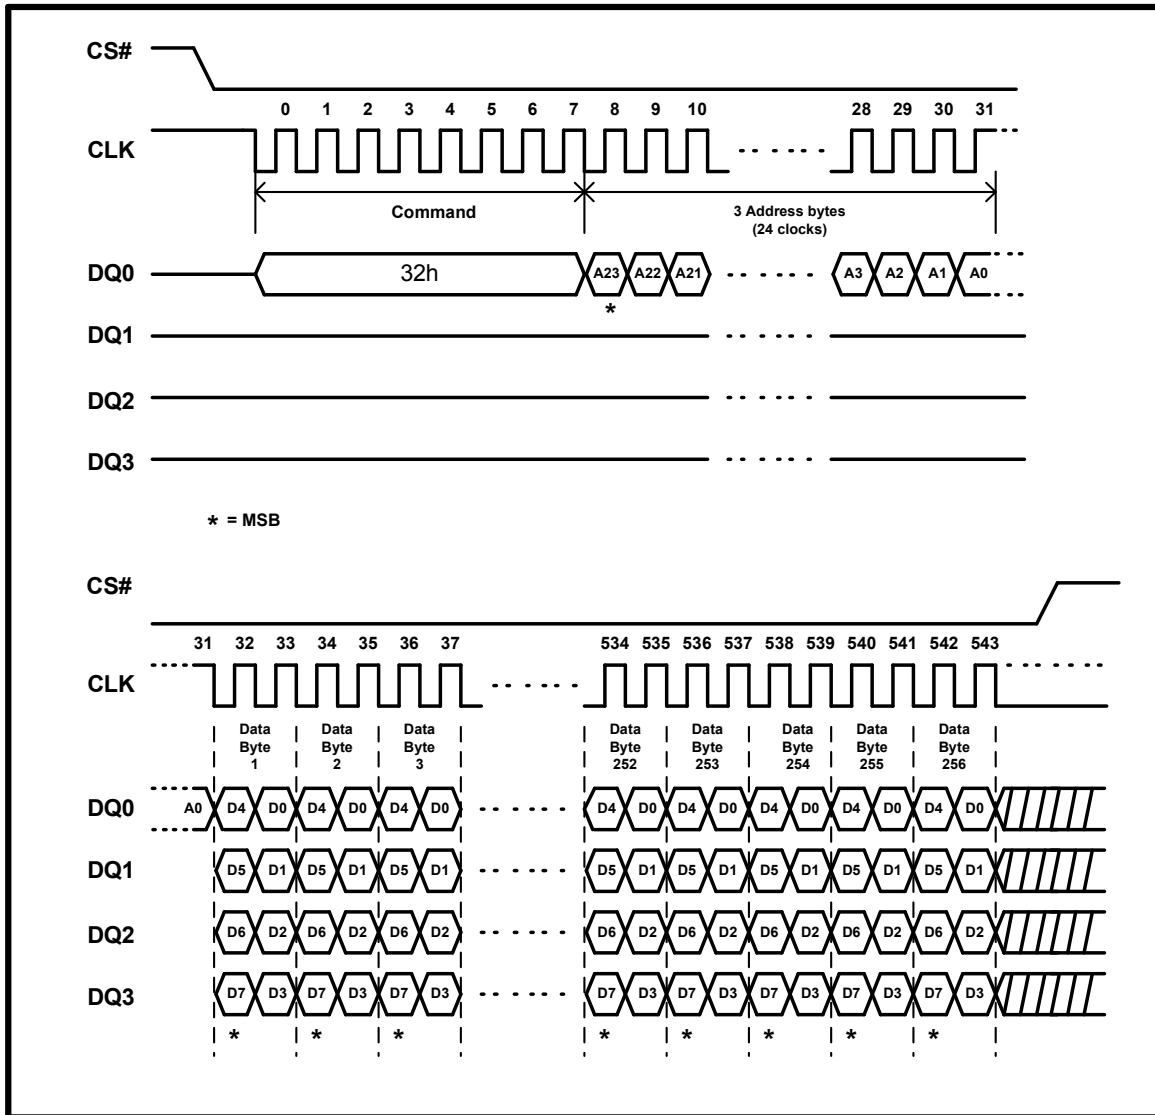 CS#
0 1 2 3 4 5 6 7 8 9 10 28 29 30 31
CLK
Command
3 Address bytes
(24 clocks)
DQ0 32h A23 A22 A21 A3 A2 A1 A0
*
DQ1
DQ2
DQ3
* = MSB
CS#
31 32 33 34 35 36 37 534 535 536 537 538 539 540 541 542 543
CLK
Data Data Data Data Data Data Data Data
Byte Byte Byte Byte Byte Byte Byte Byte
1 2 3 252 253 254 255 256
DQ0 A0 D4 D0 D4 D0 D4 D0 D4 D0 D4 D0 D4 D0 D4 D0 D4 D0
DQ1 D5 D1 D5 D1 D5 D1 D5 D1 D5 D1 D5 D1 D5 D1 D5 D1
DQ2 D6 D2 D6 D2 D6 D2 D6 D2 D6 D2 D6 D2 D6 D2 D6 D2
DQ3 D7 D3 D7 D3 D7 D3 D7 D3 D7 D3 D7 D3 D7 D3 D7 D3
* * * * * * * *